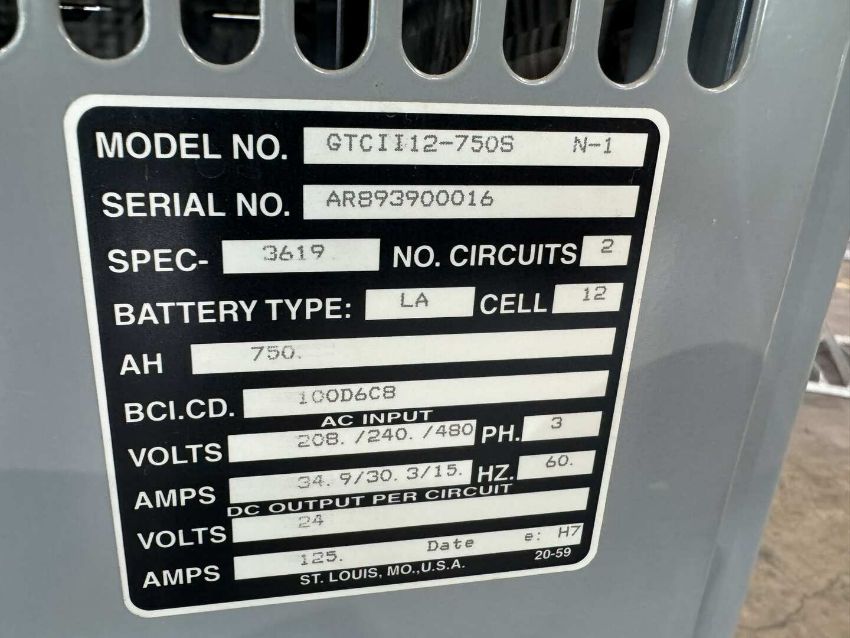 MODEL NO. GTCII12-750S N-1
SERIAL NO. AR893900016
SPEC- 3619 NO. CIRCUITS 2
BATTERY TYPE: LA CELL 12
AH 750.
BCI.CD. 100D6C8
AC INPUT
VOLTS 208. /240. /480 PH. 3
AMPS 34. 9/30. 3/15. HZ. 60.
DC OUTPUT PER CIRCUIT
VOLTS 24
AMPS 125. Date e: H7
ST. LOUIS, MO., U.S.A. 20-59